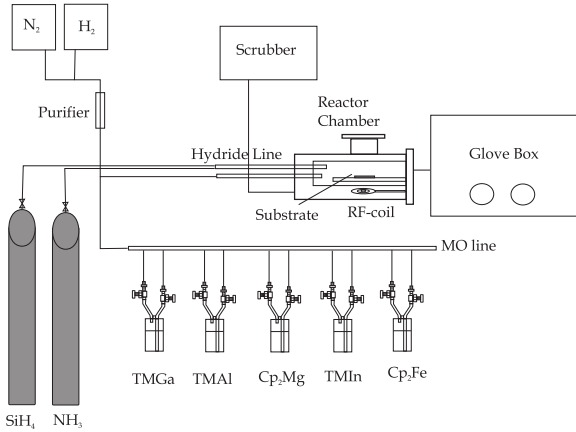 N₂
H₂
Scrubber
Purifier
Reactor
Chamber
Hydride Line
Glove Box
Substrate
RF-coil
MO line
TMGa
TMAl
Cp₂Mg
TMIn
Cp₂Fe
SiH₄
NH₃